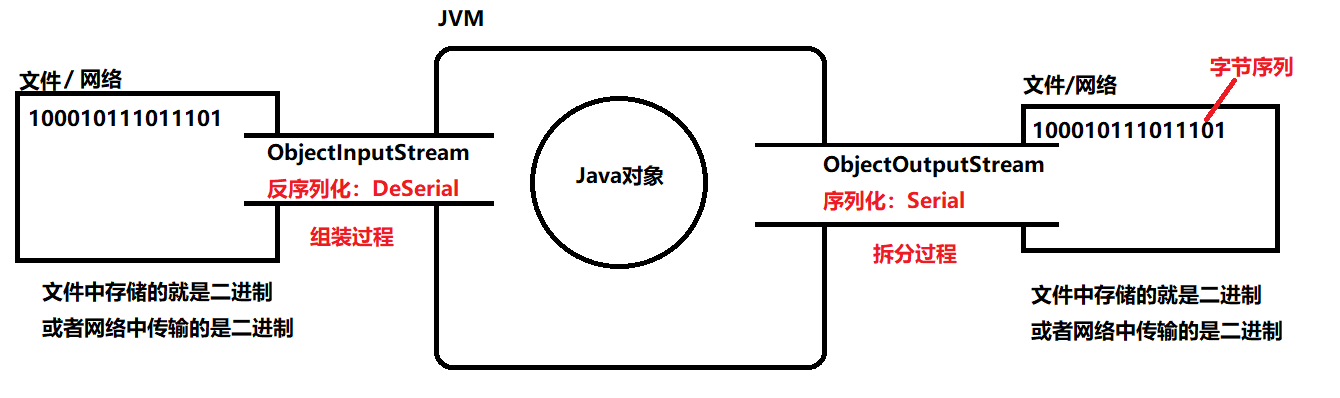 JVM
文件 / 网络
100010111011101
ObjectInputStream
反序列化：DeSerial
组装过程
文件中存储的就是二进制
或者网络中传输的是二进制
Java对象
文件/网络
字节序列
100010111011101
ObjectOutputStream
序列化：Serial
拆分过程
文件中存储的就是二进制
或者网络中传输的是二进制